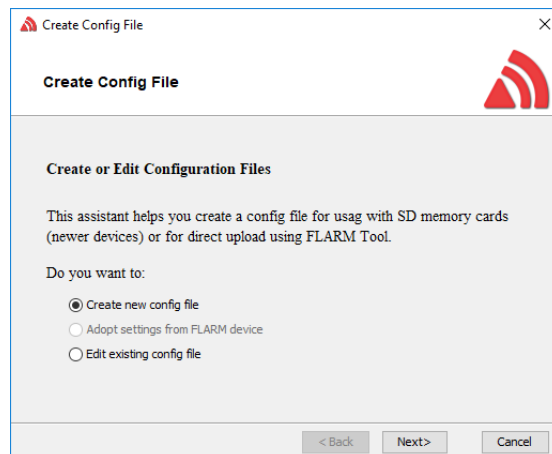 Create Config File
Create Config File
Create or Edit Configuration Files
This assistant helps you create a config file for usag with SD memory cards
(newer devices) or for direct upload using FLARM Tool.
Do you want to:
Create new config file
Adopt settings from FLARM device
Edit existing config file
< Back Next> Cancel